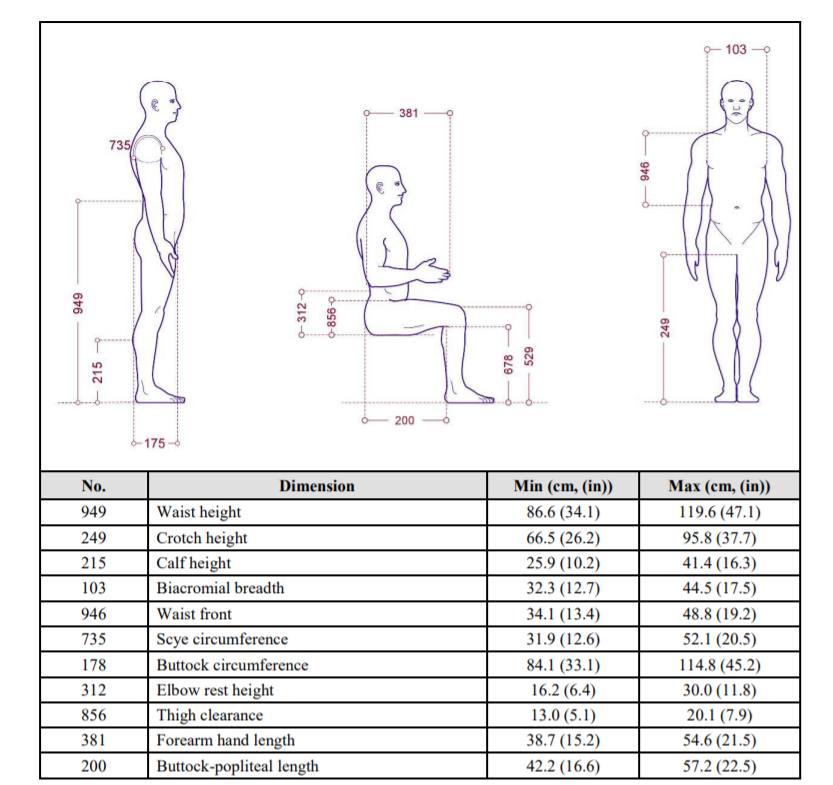 103
381
735
946
949
312
856
249
215
678
529
200
175
No. Dimension Min (cm, (in)) Max (cm, (in))
949 Waist height 86.6 (34.1) 119.6 (47.1)
249 Crotch height 66.5 (26.2) 95.8 (37.7)
215 Calf height 25.9 (10.2) 41.4 (16.3)
103 Biacromial breadth 32.3 (12.7) 44.5 (17.5)
946 Waist front 34.1 (13.4) 48.8 (19.2)
735 Scye circumference 31.9 (12.6) 52.1 (20.5)
178 Buttock circumference 84.1 (33.1) 114.8 (45.2)
312 Elbow rest height 16.2 (6.4) 30.0 (11.8)
856 Thigh clearance 13.0 (5.1) 20.1 (7.9)
381 Forearm hand length 38.7 (15.2) 54.6 (21.5)
200 Buttock-popliteal length 42.2 (16.6) 57.2 (22.5)